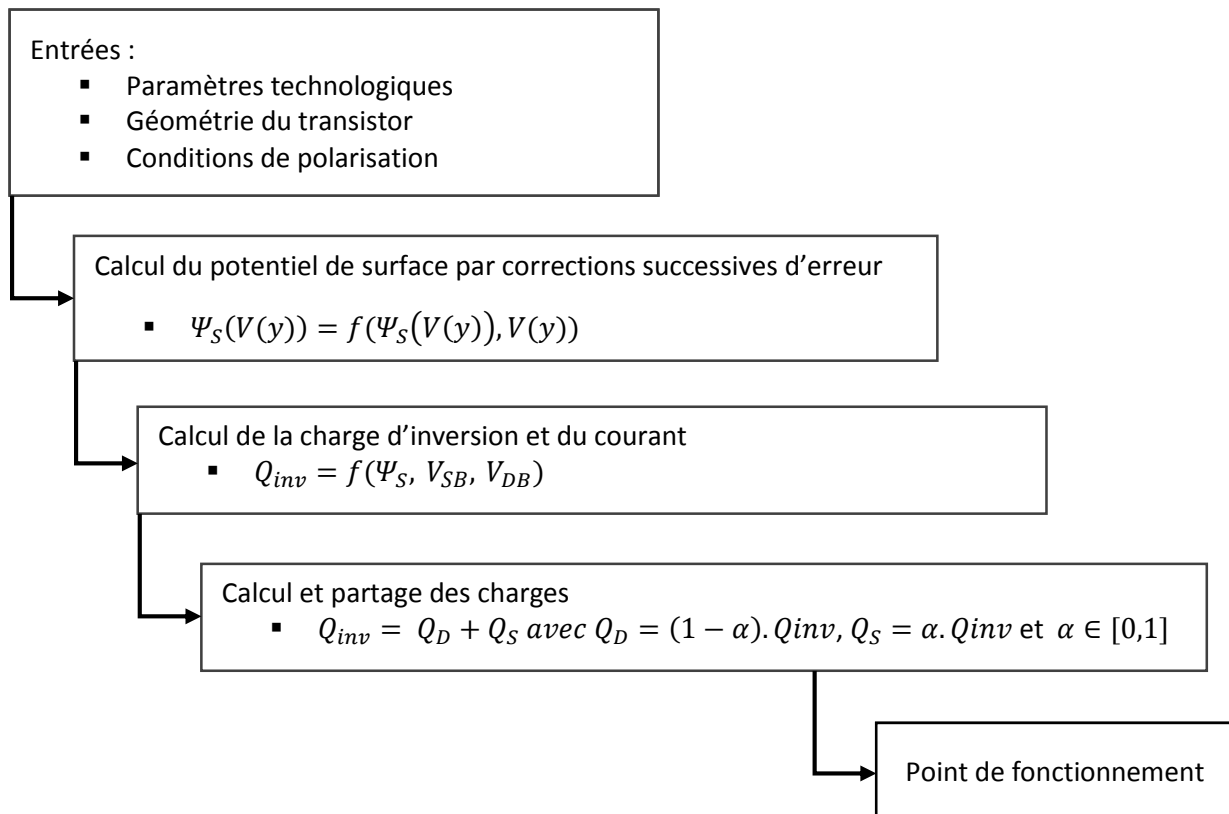 Entrées :
▪ Paramètres technologiques
▪ Géométrie du transistor
▪ Conditions de polarisation
Calcul du potentiel de surface par corrections successives d’erreur
▪ Ψ_S(V(y)) = f(Ψ_S(V(y)), V(y))
Calcul de la charge d’inversion et du courant
▪ Q_inv = f(Ψ_S, V_SB, V_DB)
Calcul et partage des charges
▪ Q_inv = Q_D + Q_S avec Q_D = (1 − α). Qinv, Q_S = α. Qinv et α ∈ [0,1]
Point de fonctionnement